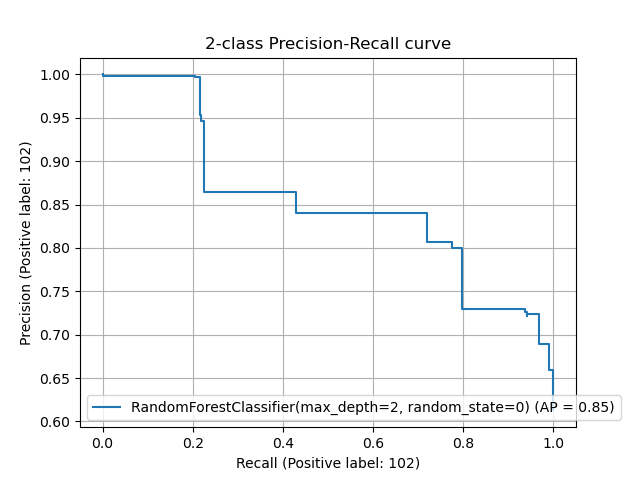 2-class Precision-Recall curve
1.00
0.95
0.90
0.85
0.80
0.75
0.70
0.65
0.60
Precision (Positive label: 102)
RandomForestClassifier(max_depth=2, random_state=0) (AP = 0.85)
0.0 0.2 0.4 0.6 0.8 1.0
Recall (Positive label: 102)